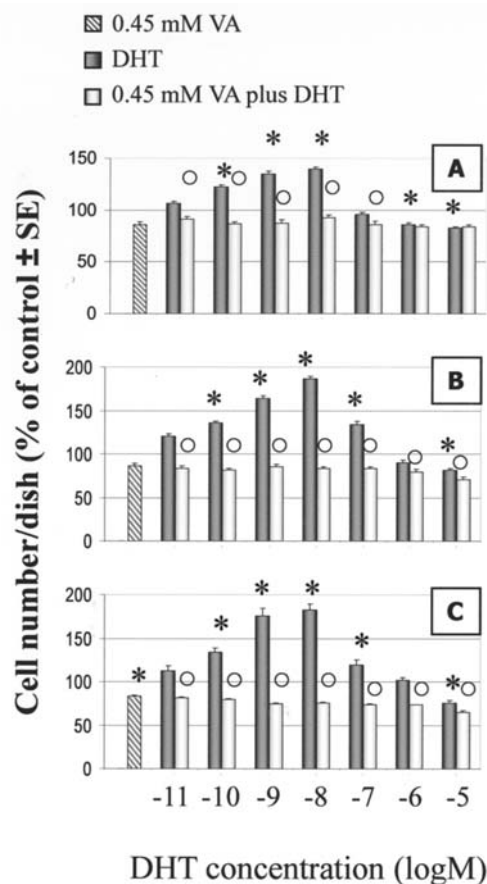 0.45 mM VA
DHT
0.45 mM VA plus DHT
Cell number/dish (% of control ± SE)
A
150
100
50
0
* * * * *
B
200
150
100
50
0
* * * * *
C
200
150
100
50
0
* * * * * *
-11 -10 -9 -8 -7 -6 -5
DHT concentration (logM)